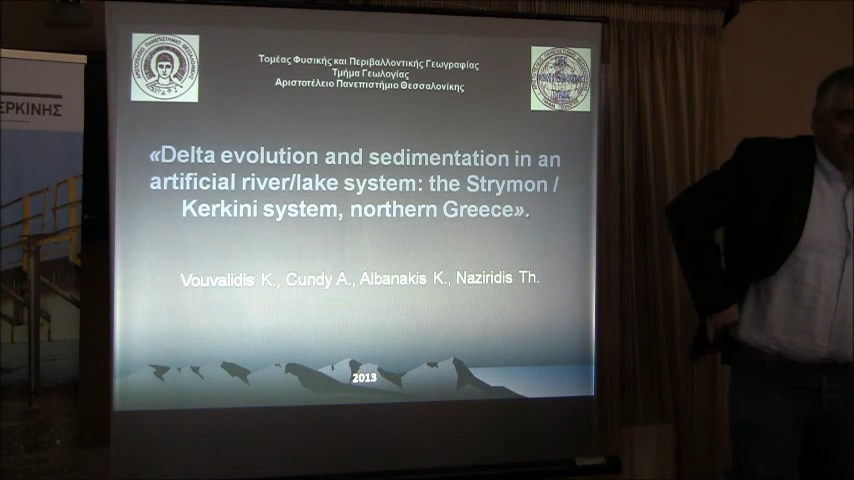 ΕΡΚΙΝΗΣ
Τομέας Φυσικής και Περιβαλλοντικής Γεωγραφίας
Τμήμα Γεωλογίας
Αριστοτέλειο Πανεπιστήμιο Θεσσαλονίκης
«Delta evolution and sedimentation in an
artificial river/lake system: the Strymon /
Kerkini system, northern Greece».
Vouvalidis K., Cundy A., Albanakis K., Naziridis Th.
2013